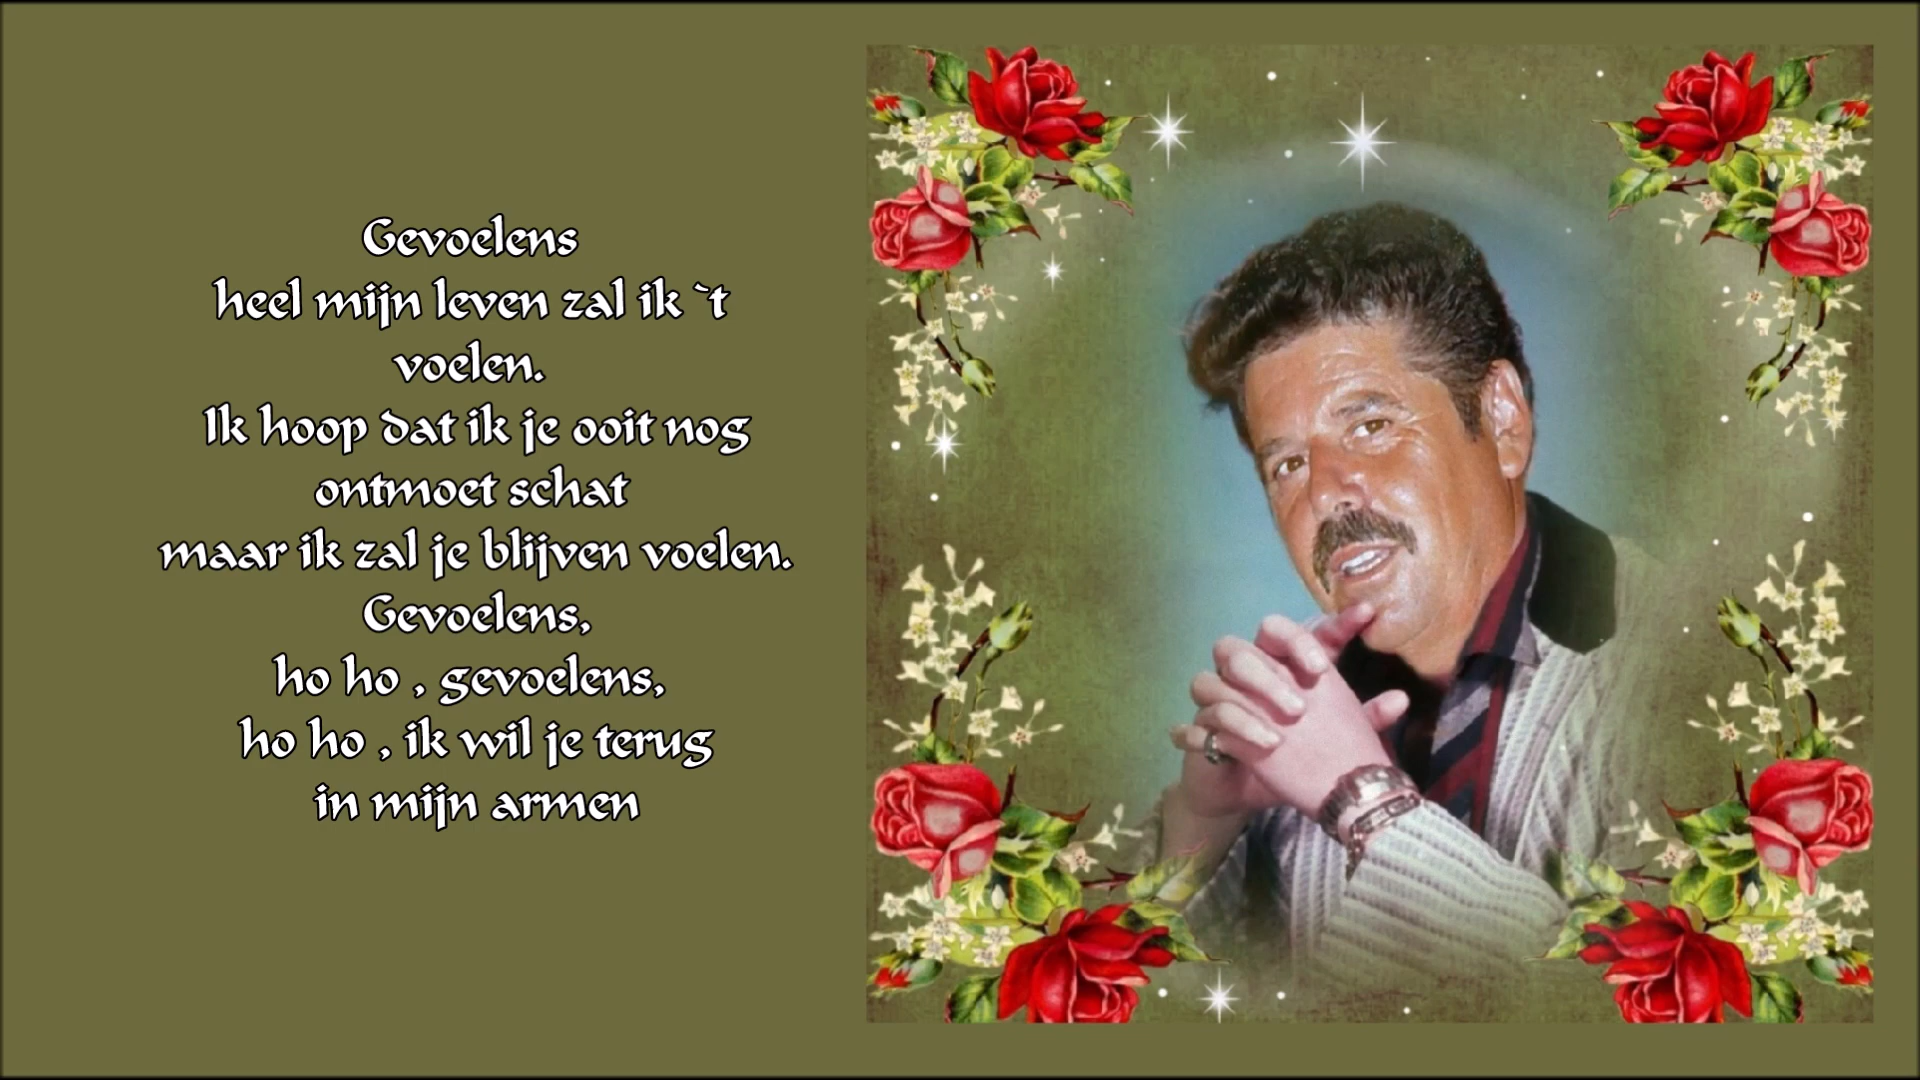 Gevoelens
heel mijn leven zal ik `t
voelen.
Ik hoop dat ik je ooit nog
ontmoet schat
maar ik zal je blijven voelen.
Gevoelens,
ho ho , gevoelens,
ho ho , ik wil je terug
in mijn armen